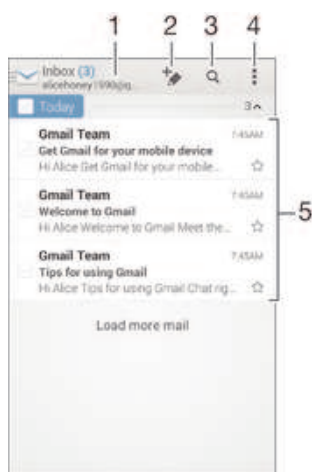 1 2 3 4
Inbox (3)
Today 3
Gmail Team 7:45AM
Get Gmail for your mobile device
Hi Alice Get Gmail for your mobile...
Gmail Team 7:45AM
Welcome to Gmail
Hi Alice Welcome to Gmail Meet the...
5
Gmail Team 7:45AM
Tips for using Gmail
Hi Alice Tips for using Gmail Chat rig...
Load more mail